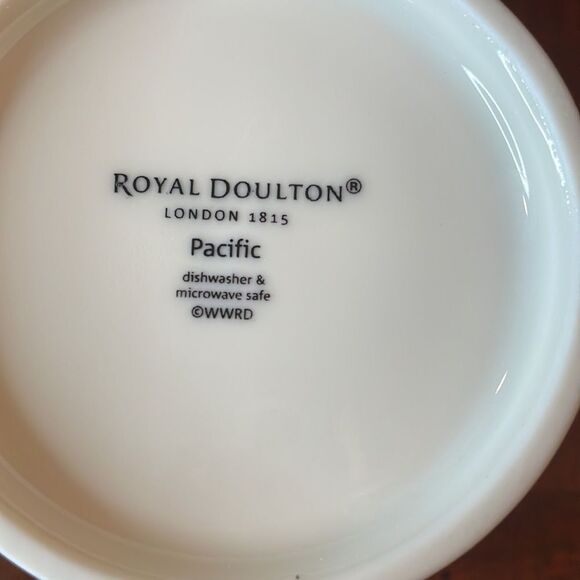 ROYAL DOULTON®
LONDON 1815
Pacific
dishwasher &
microwave safe
©WWRD